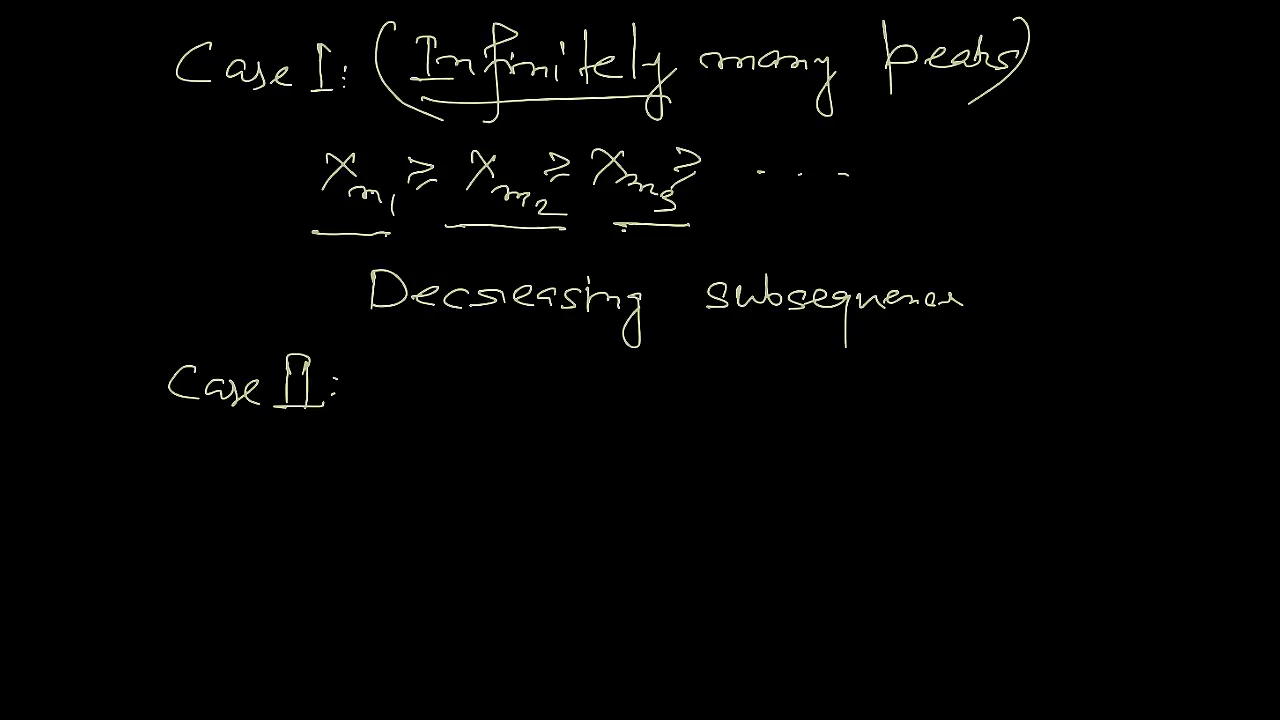 Case I: (Infinitely many peaks)
x_{m_1} ≥ x_{m_2} ≥ x_{m_3} ≥ ....
Decreasing subsequence
Case II: